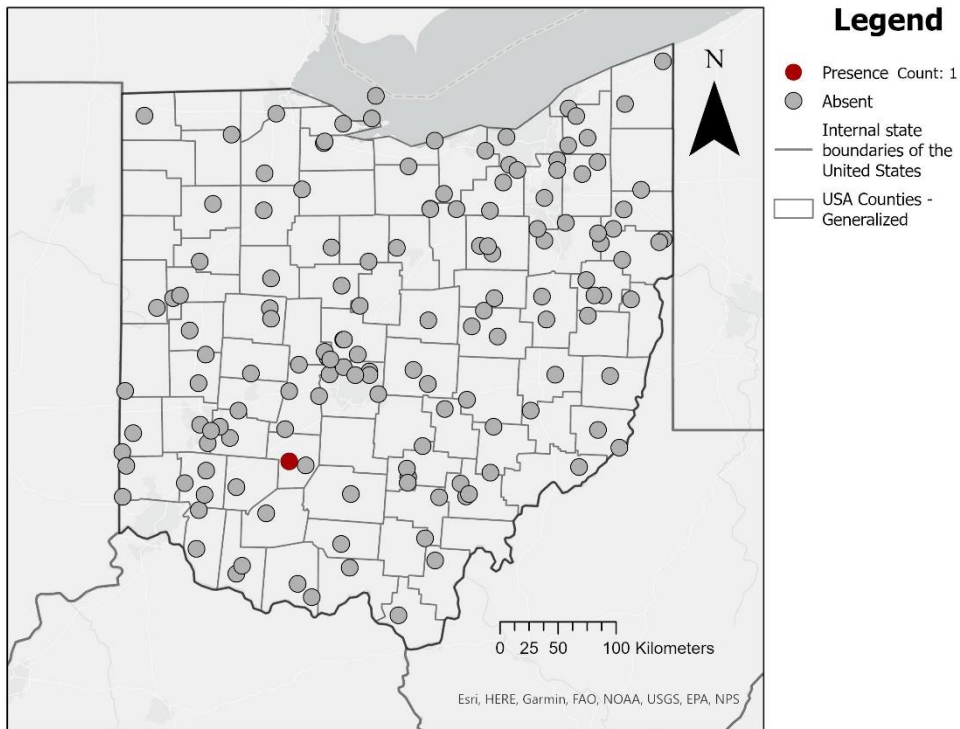 Legend
N
Presence Count: 1
Absent
Internal state
boundaries of the
United States
USA Counties -
Generalized
0 25 50 100 Kilometers
Esri, HERE, Garmin, FAO, NOAA, USGS, EPA, NPS